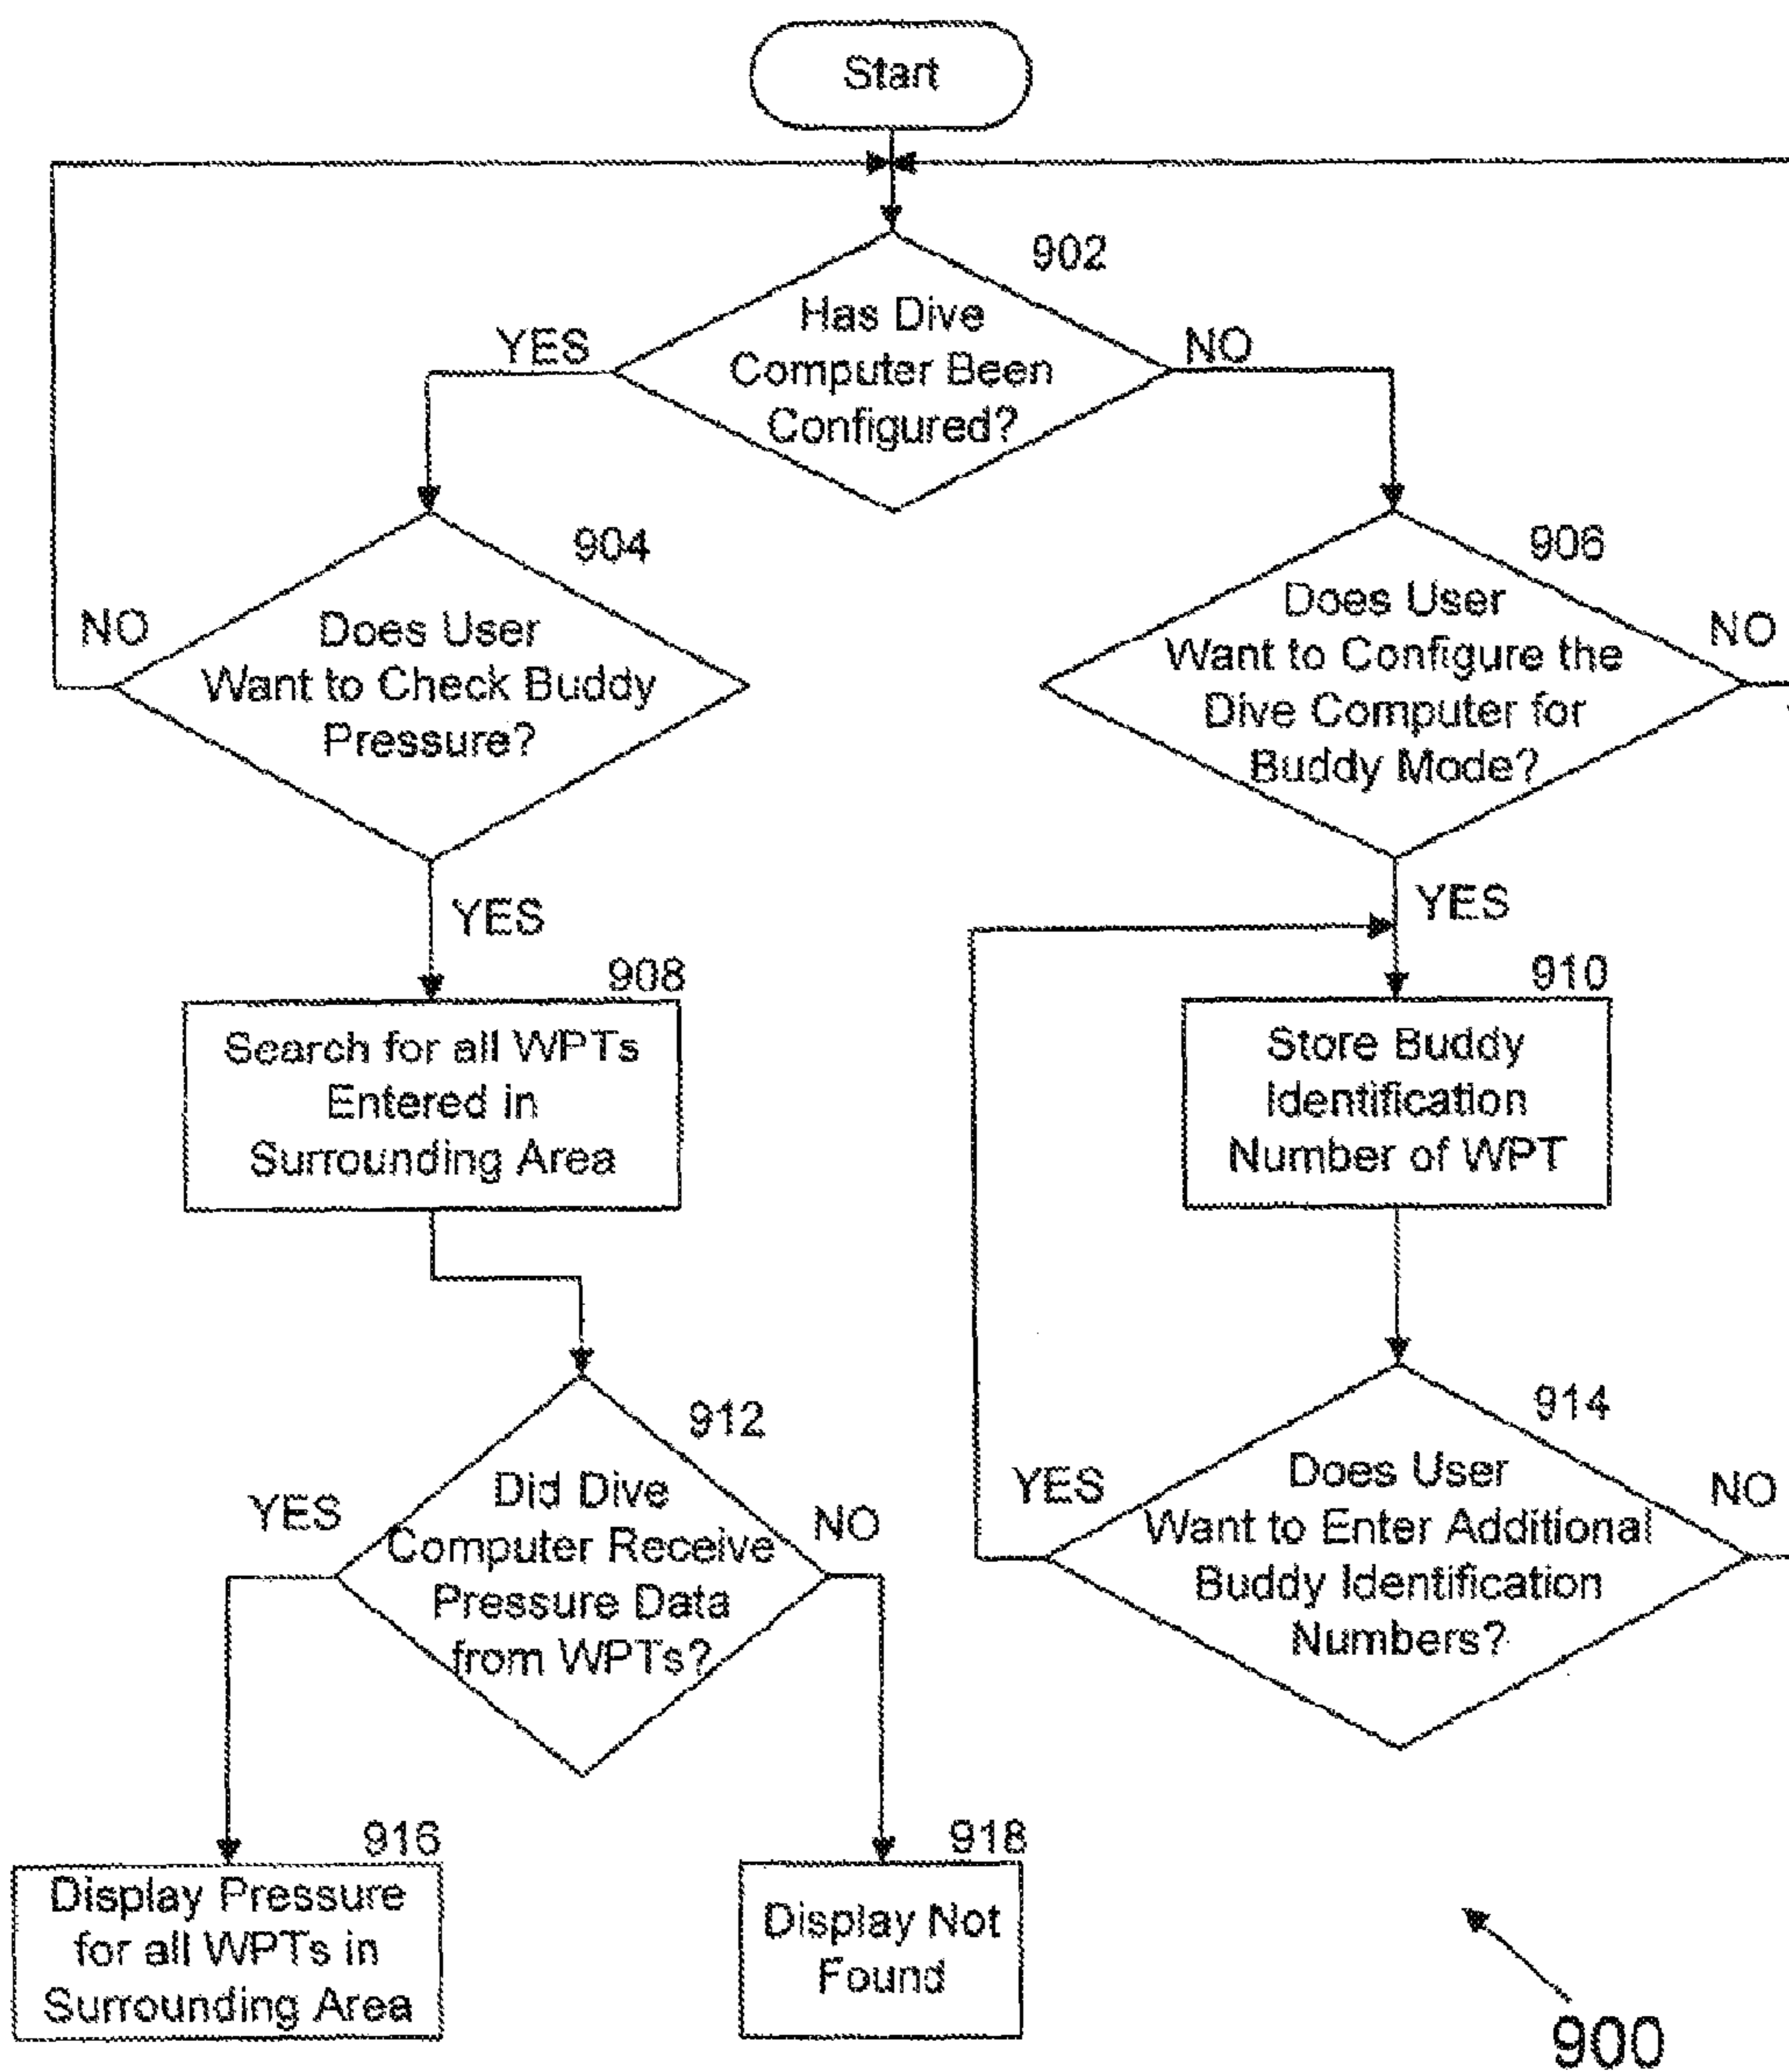 Start
902
Has Dive
Computer Been
Configured?
YES
NO
904
Does User
Want to Check Buddy
Pressure?
NO
YES
906
Does User
Want to Configure the
Dive Computer for
Buddy Mode?
NO
YES
908
Search for all WPTs
Entered in
Surrounding Area
910
Store Buddy
Identification
Number of WPT
912
Did Dive
Computer Receive
Pressure Data
from WPTs?
YES
NO
914
Does User
Want to Enter Additional
Buddy Identification
Numbers?
YES
NO
916
Display Pressure
for all WPTs in
Surrounding Area
918
Display Not
Found
900